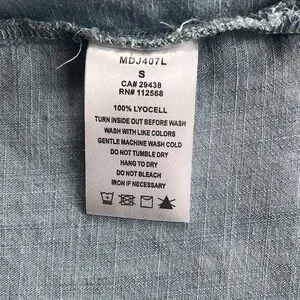 MDJ407L
S
CA# 29438
RN# 112568
100% LYOCELL
TURN INSIDE OUT BEFORE WASH
WASH WITH LIKE COLORS
GENTLE MACHINE WASH COLD
DO NOT TUMBLE DRY
HANG TO DRY
DO NOT BLEACH
IRON IF NECESSARY